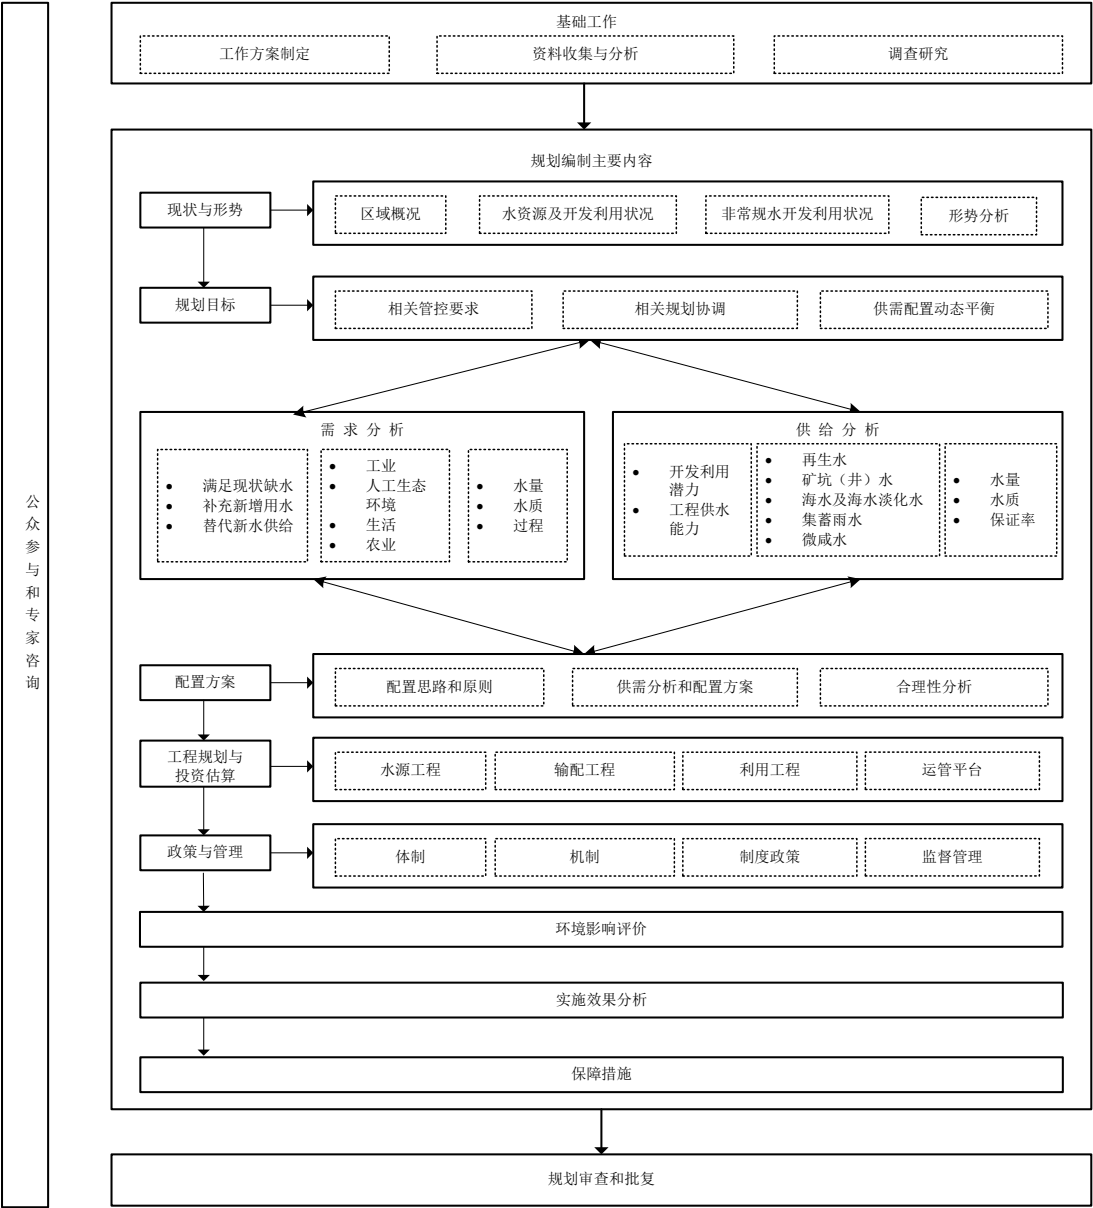 公众参与和专家咨询
基础工作
工作方案制定
资料收集与分析
调查研究
规划编制主要内容
现状与形势
区域概况
水资源及开发利用状况
非常规水开发利用状况
形势分析
规划目标
相关管控要求
相关规划协调
供需配置动态平衡
需 求 分 析
● 满足现状缺水
● 补充新增用水
● 替代新水供给
● 工业
● 人工生态
环境
● 生活
● 农业
● 水量
● 水质
● 过程
供 给 分 析
● 开发利用
潜力
● 工程供水
能力
● 再生水
● 矿坑（井）水
● 海水及海水淡化水
● 集蓄雨水
● 微咸水
● 水量
● 水质
● 保证率
配置方案
配置思路和原则
供需分析和配置方案
合理性分析
工程规划与
投资估算
水源工程
输配工程
利用工程
运管平台
政策与管理
体制
机制
制度政策
监督管理
环境影响评价
实施效果分析
保障措施
规划审查和批复